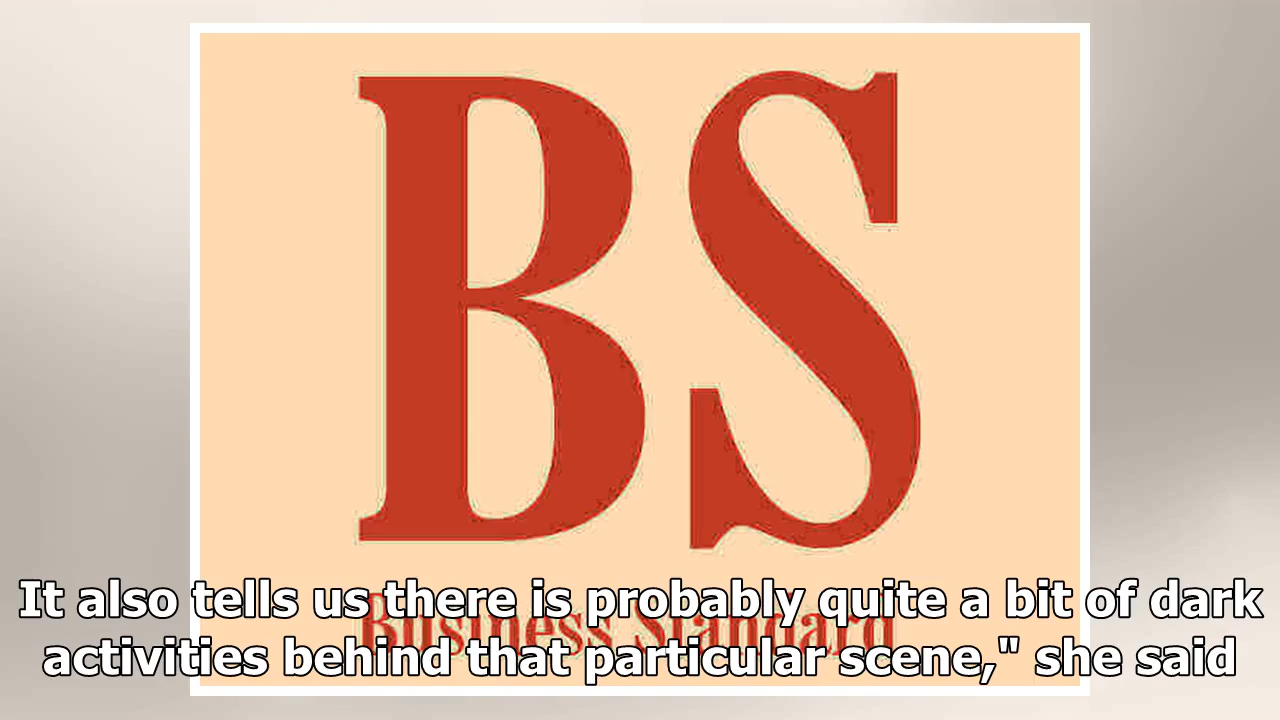 BS
Business Standard
It also tells us there is probably quite a bit of dark
activities behind that particular scene," she said